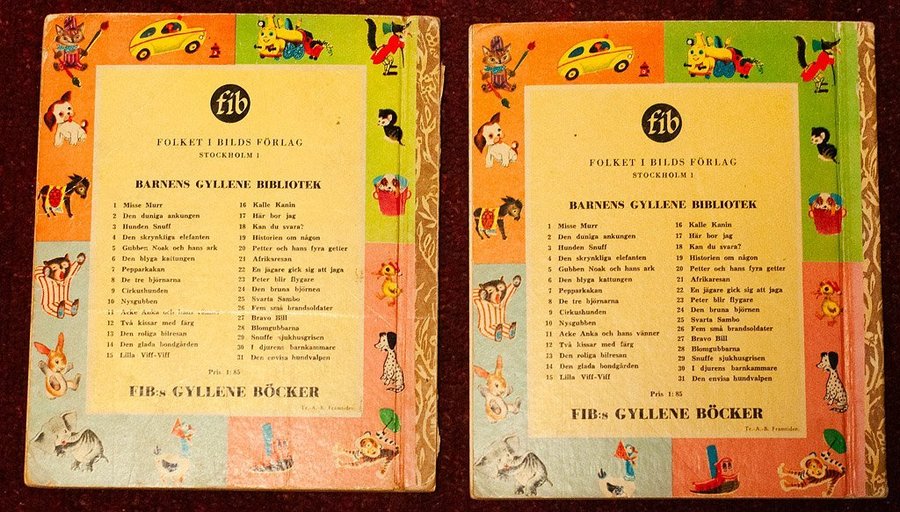 fib
FOLKET I BILDS FÖRLAG
STOCKHOLM 1
BARNENS GYLLENE BIBLIOTEK
1 Misse Murr
2 Den duniga ankungen
3 Hunden Snuff
4 Den skrynkliga elefanten
5 Gubben Noak och hans ark
6 Den blyga kattungen
7 Pepparkakan
8 De tre björnarna
9 Cirkushunden
10 Nysgubben
11 Acke Anka och hans vänner
12 Två kissar med färg
13 Den roliga bilresan
14 Den glada bondgården
15 Lilla Viff-Viff
16 Kalle Kanin
17 Här bor jag
18 Kan du svara?
19 Historien om någon
20 Petter och hans fyra getter
21 Afrikaresan
22 En jägare gick sig att jaga
23 Peter blir flygare
24 Den bruna björnen
25 Svarta Sambo
26 Fem små brandsoldater
27 Bravo Bill
28 Blomgubbarna
29 Snuffe sjukhusgrisen
30 I djurens barnkammare
31 Den envisa hundvalpen
Pris 1:85
FIB:s GYLLENE BÖCKER
Tr.-A.-B. Framtiden
fib
FOLKET I BILDS FÖRLAG
STOCKHOLM 1
BARNENS GYLLENE BIBLIOTEK
1 Misse Murr
2 Den duniga ankungen
3 Hunden Snuff
4 Den skrynkliga elefanten
5 Gubben Noak och hans ark
6 Den blyga kattungen
7 Pepparkakan
8 De tre björnarna
9 Cirkushunden
10 Nysgubben
11 Acke Anka och hans vänner
12 Två kissar med färg
13 Den roliga bilresan
14 Den glada bondgården
15 Lilla Viff-Viff
16 Kalle Kanin
17 Här bor jag
18 Kan du svara?
19 Historien om någon
20 Petter och hans fyra getter
21 Afrikaresan
22 En jägare gick sig att jaga
23 Peter blir flygare
24 Den bruna björnen
25 Svarta Sambo
26 Fem små brandsoldater
27 Bravo Bill
28 Blomgubbarna
29 Snuffe sjukhusgrisen
30 I djurens barnkammare
31 Den envisa hundvalpen
Pris 1:85
FIB:s GYLLENE BÖCKER
Tr.-A.-B. Framtiden